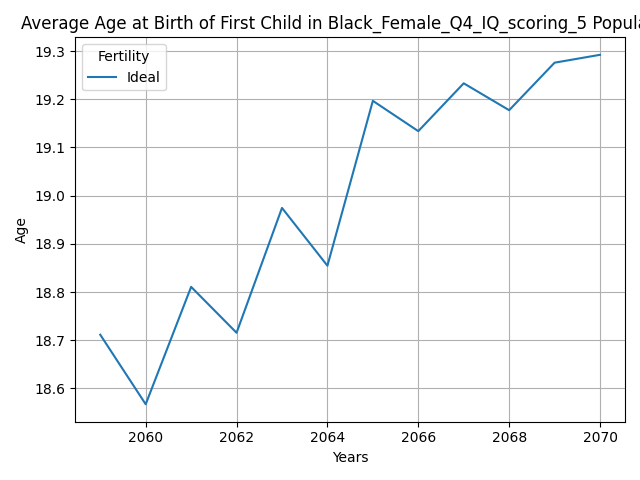 Average Age at Birth of First Child in Black_Female_Q4_IQ_scoring_5 Popula
Fertility
Ideal
19.3
19.2
19.1
19.0
18.9
18.8
18.7
18.6
Age
2060 2062 2064 2066 2068 2070
Years